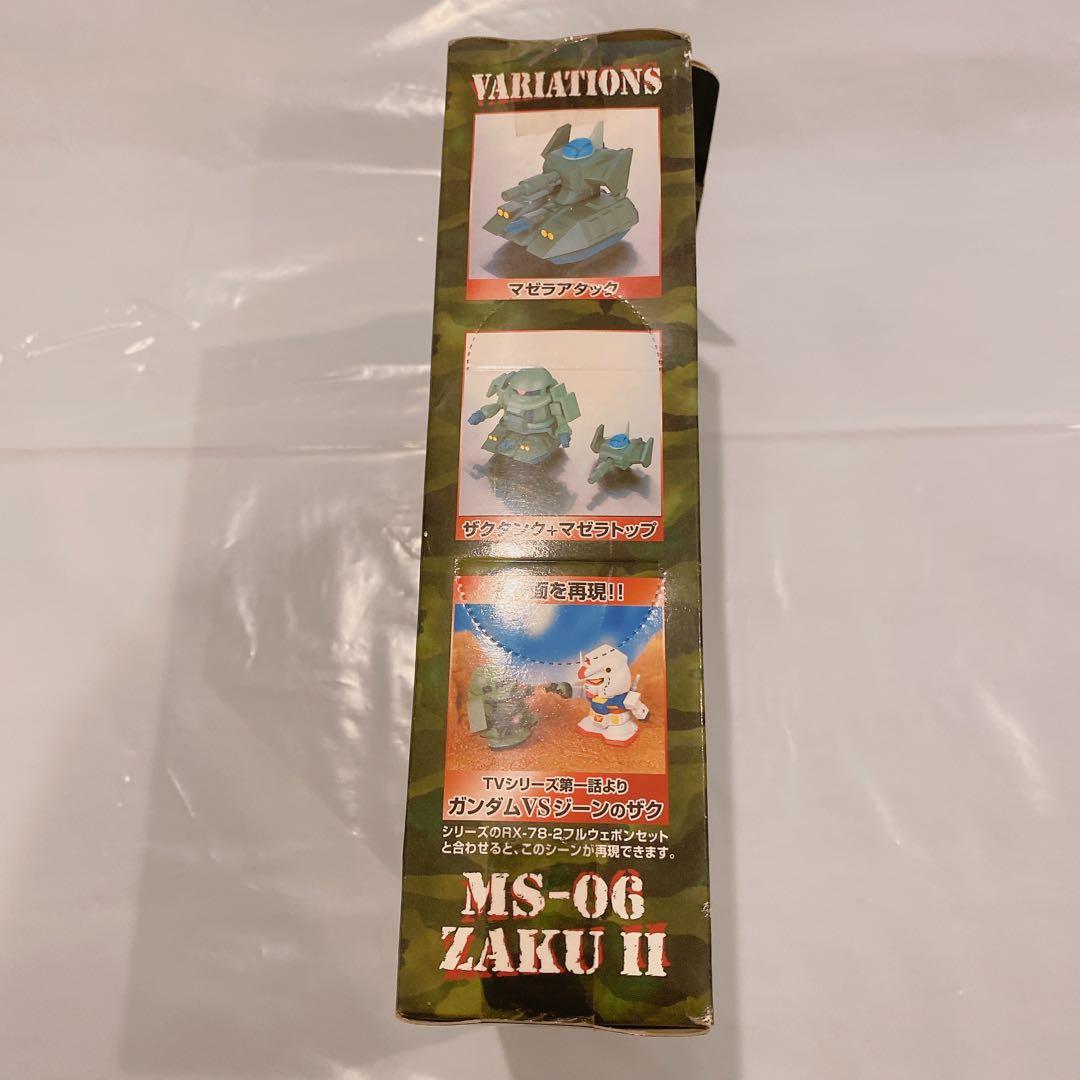 VARIATIONS
マゼラアタック
ザクタンク+マゼラトップ
面を再現!!
TVシリーズ第一話より
ガンダムVSジーンのザク
シリーズのRX-78-2フルウェポンセット
と合わせると、このシーンが再現できます。
MS-06
ZAKU II